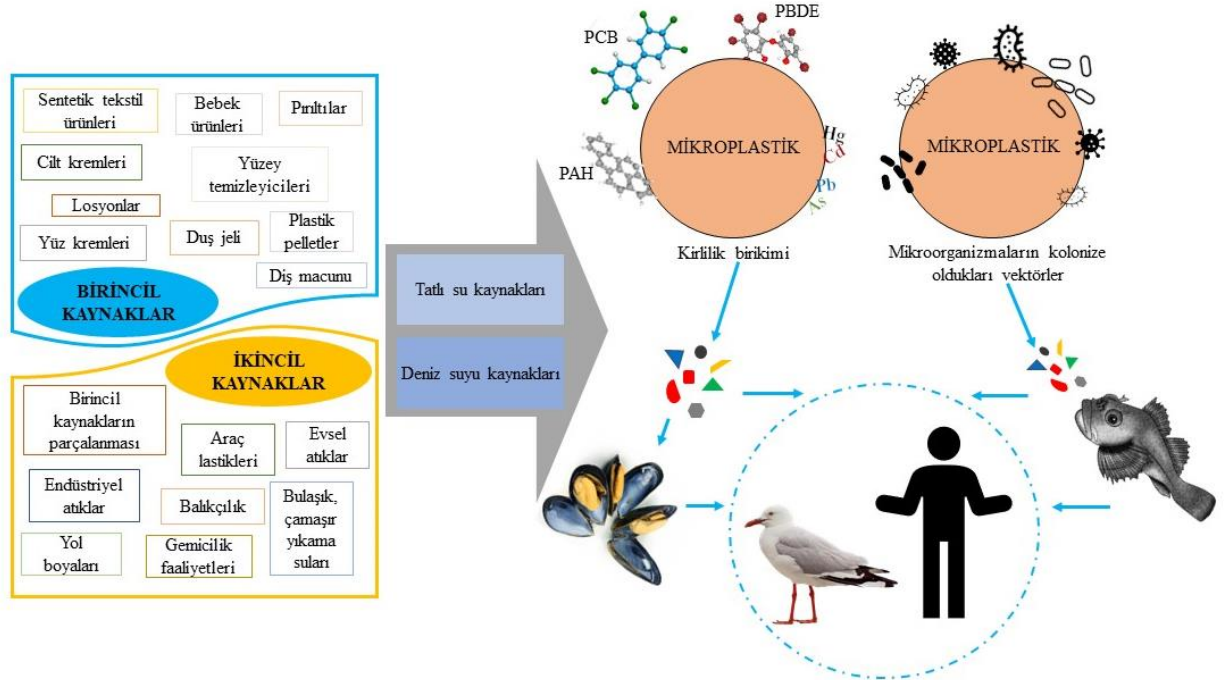 Sentetik tekstil
ürünleri
Bebek
ürünleri
Pırıltılar
Cilt kremleri
Yüzey
temizleyicileri
Losyonlar
Yüz kremleri
Duş jeli
Plastik
pelletler
Diş macunu
BİRİNCİL
KAYNAKLAR
İKİNCİL
KAYNAKLAR
Birincil
kaynakların
parçalanması
Araç
lastikleri
Evsel
atıklar
Endüstriyel
atıklar
Balıkçılık
Bulaşık,
çamaşır
yıkama
suları
Yol
boyaları
Gemicilik
faaliyetleri
Tatlı su kaynakları
Deniz suyu kaynakları
PCB
PBDE
PAH
MİKROPLASTİK
Hg
Cd
Pb
As
Kirlilik birikimi
MİKROPLASTİK
Mikroorganizmaların kolonize
oldukları vektörler